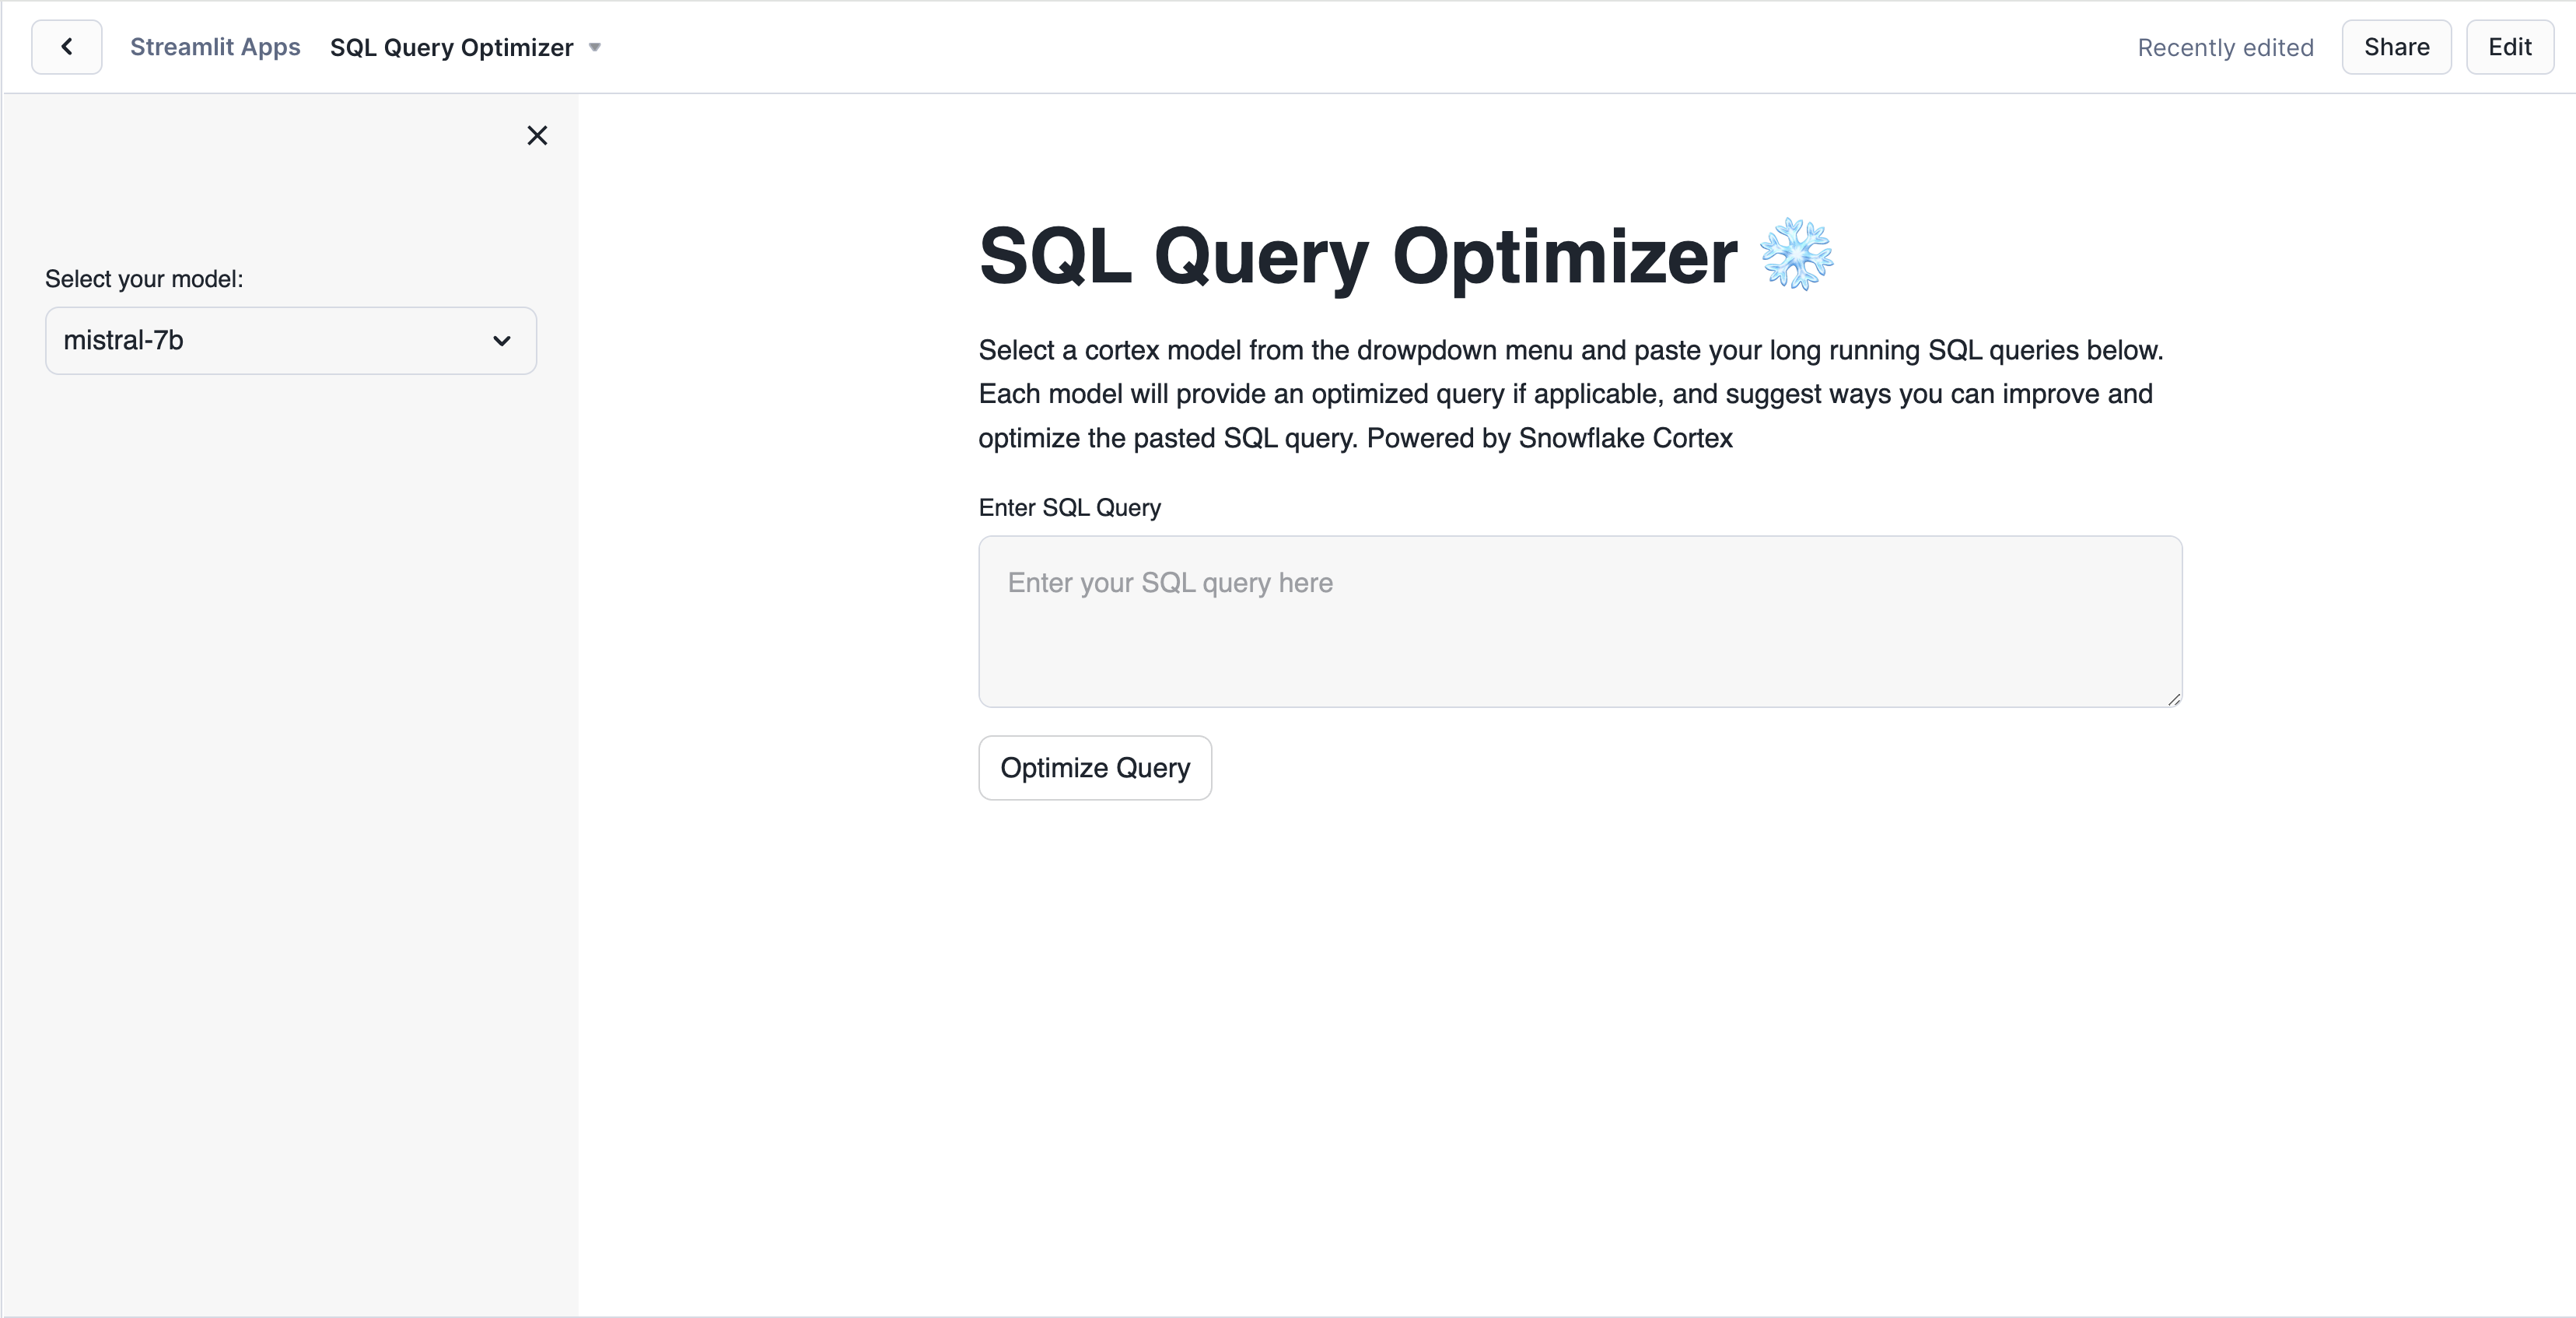 Streamlit Apps SQL Query Optimizer Recently edited Share Edit
Select your model:
mistral-7b
SQL Query Optimizer
Select a cortex model from the drowpdown menu and paste your long running SQL queries below.
Each model will provide an optimized query if applicable, and suggest ways you can improve and
optimize the pasted SQL query. Powered by Snowflake Cortex
Enter SQL Query
Enter your SQL query here
Optimize Query